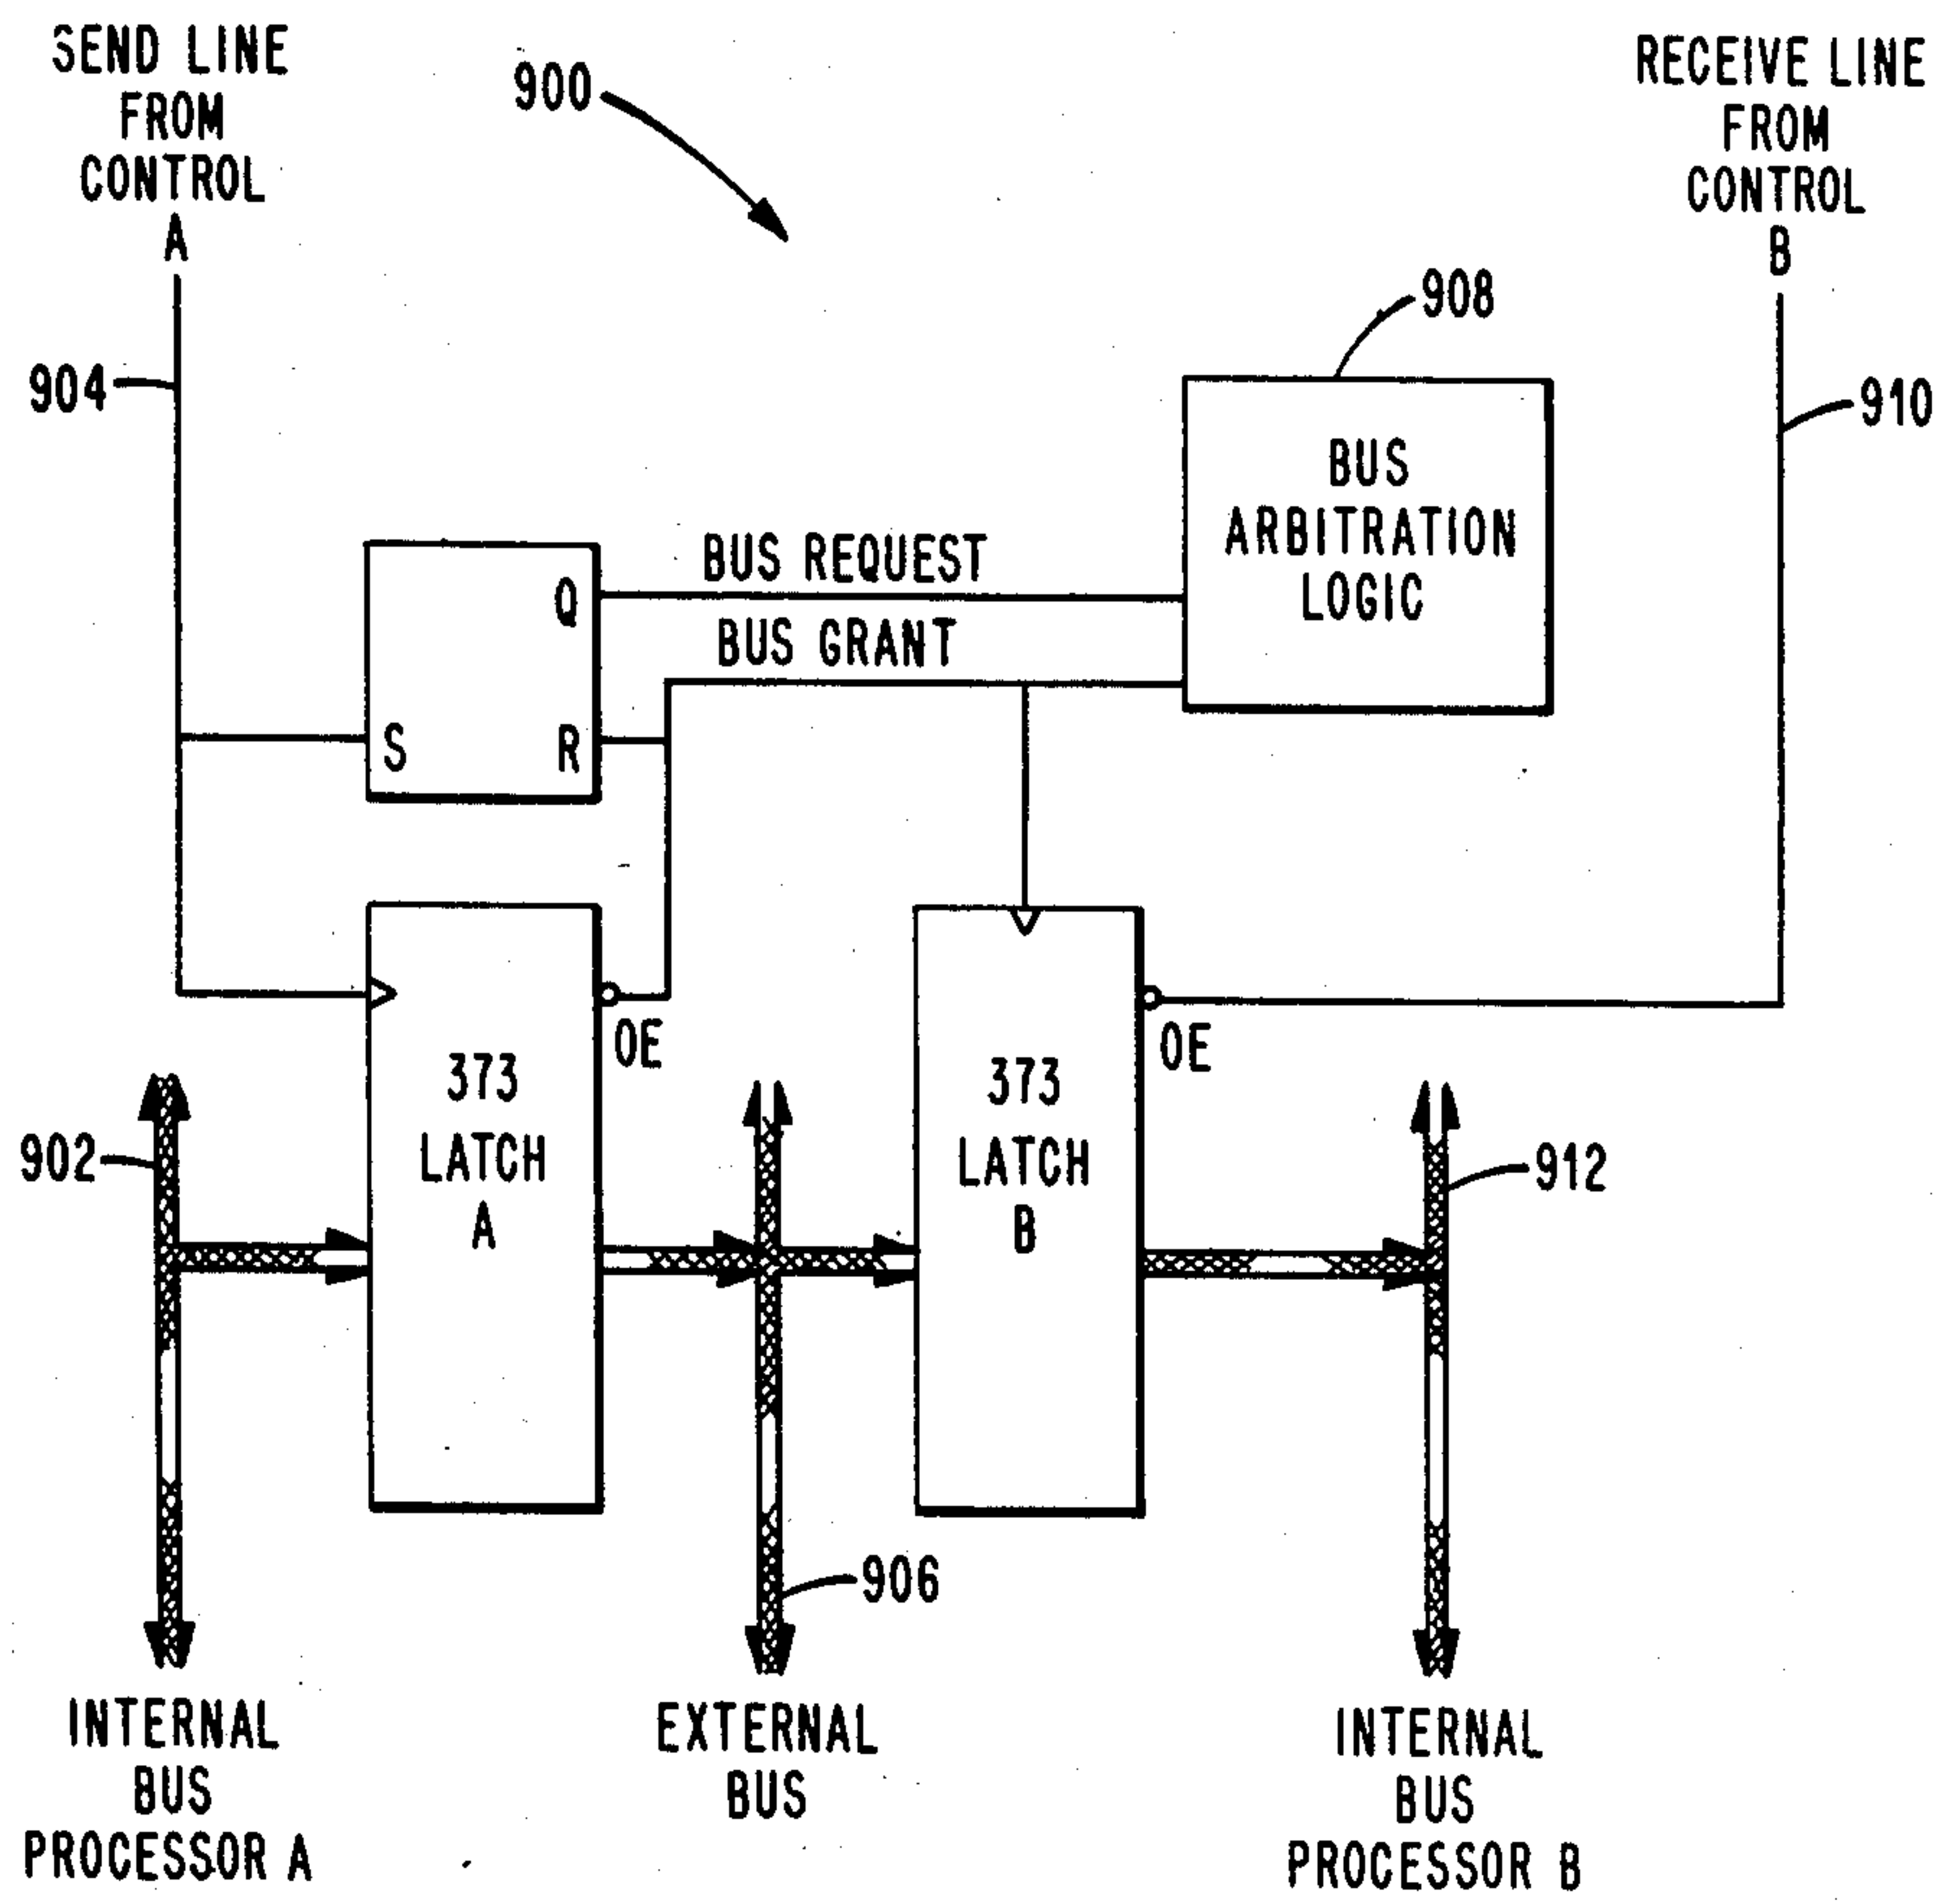 SEND LINE
FROM
CONTROL
A
900
RECEIVE LINE
FROM
CONTROL
B
908
904
910
BUS
ARBITRATION
LOGIC
BUS REQUEST
Q
BUS GRANT
S
R
OE
OE
373
LATCH
A
373
LATCH
B
902
912
906
INTERNAL
BUS
PROCESSOR A
EXTERNAL
BUS
INTERNAL
BUS
PROCESSOR B